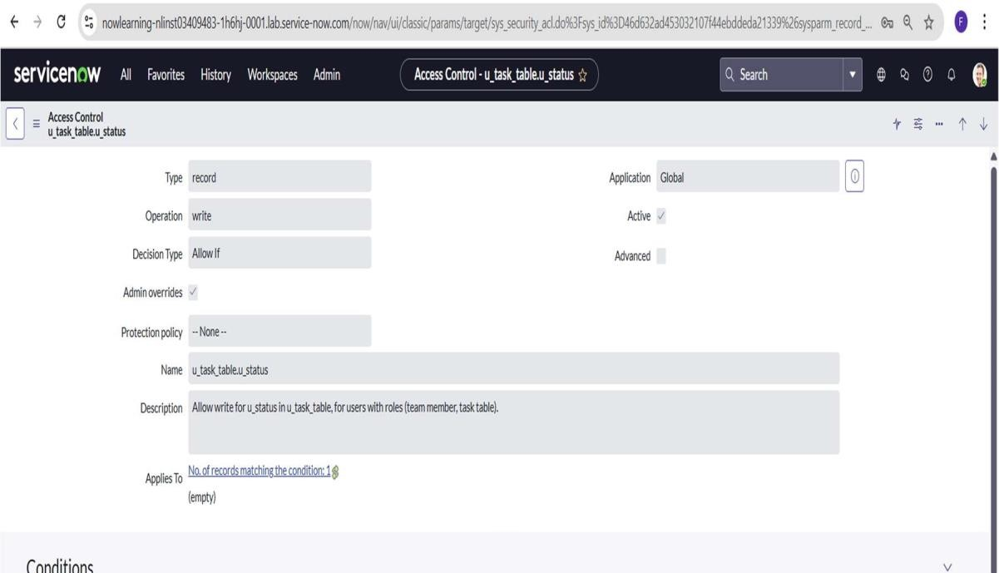 nowlearning-nlinst03409483-1h6hj-0001.lab.service-now.com/now/nav/ui/classic/params/target/sys_security_acl.do%3Fsys_id%3D46d632ad453032107f44ebddeda21339%26sysparm_record_...
F
servicenow All Favorites History Workspaces Admin Access Control - u_task_table.u_status Search
Access Control
u_task_table.u_status
Type record Application Global
Operation write Active
Decision Type Allow If Advanced
Admin overrides
Protection policy -- None --
Name u_task_table.u_status
Description Allow write for u_status in u_task_table, for users with roles (team member, task table).
Applies To No. of records matching the condition: 1
(empty)
Conditions